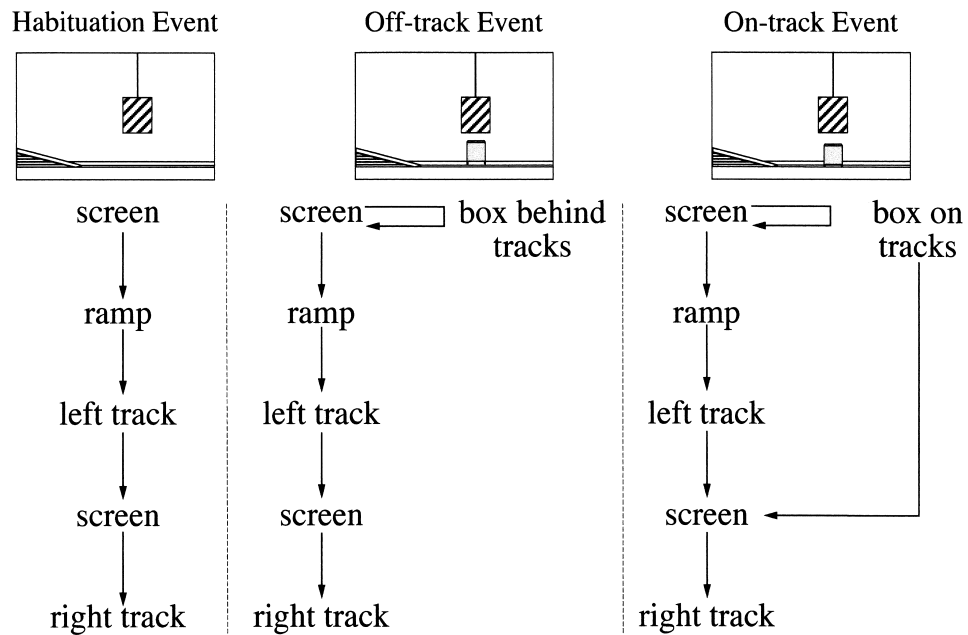 Habituation Event
Off-track Event
On-track Event
screen
ramp
left track
screen
right track
screen
box behind
tracks
ramp
left track
screen
right track
screen
box on
tracks
ramp
left track
screen
right track